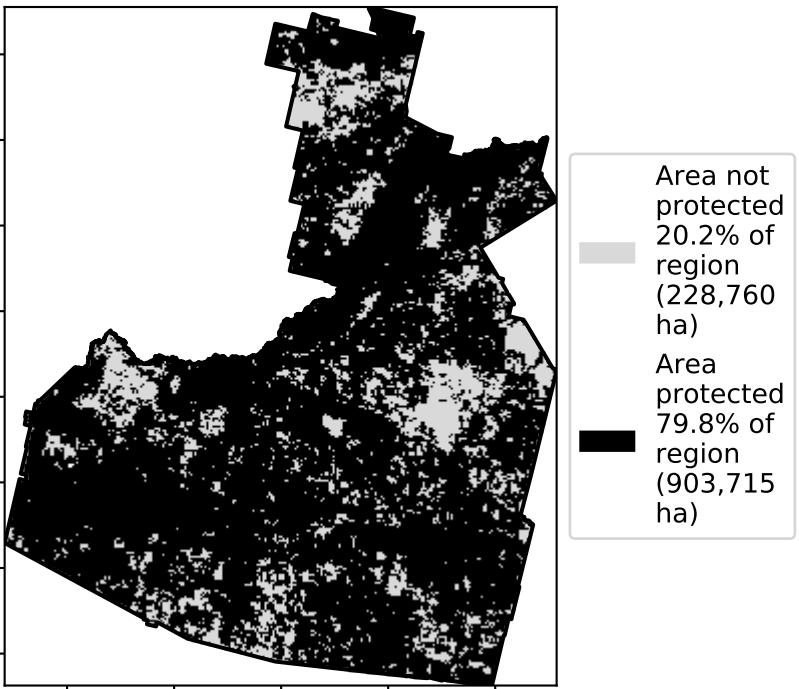 Area not
protected
20.2% of
region
(228,760
ha)
Area
protected
79.8% of
region
(903,715
ha)